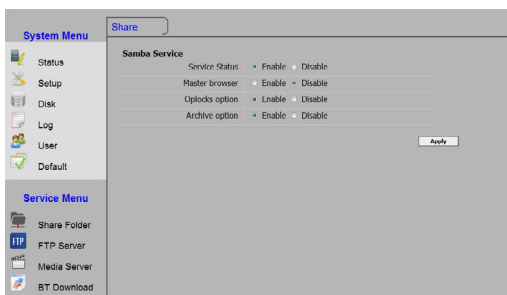 Share
System Menu
Status
Setup
Disk
Log
User
Default
Service Menu
Share Folder
FTP
FTP Server
Media Server
BT Download
Samba Service
Service Status Enable Disable
Master browser Enable Disable
Oplocks option Enable Disable
Archive option Enable Disable
Apply